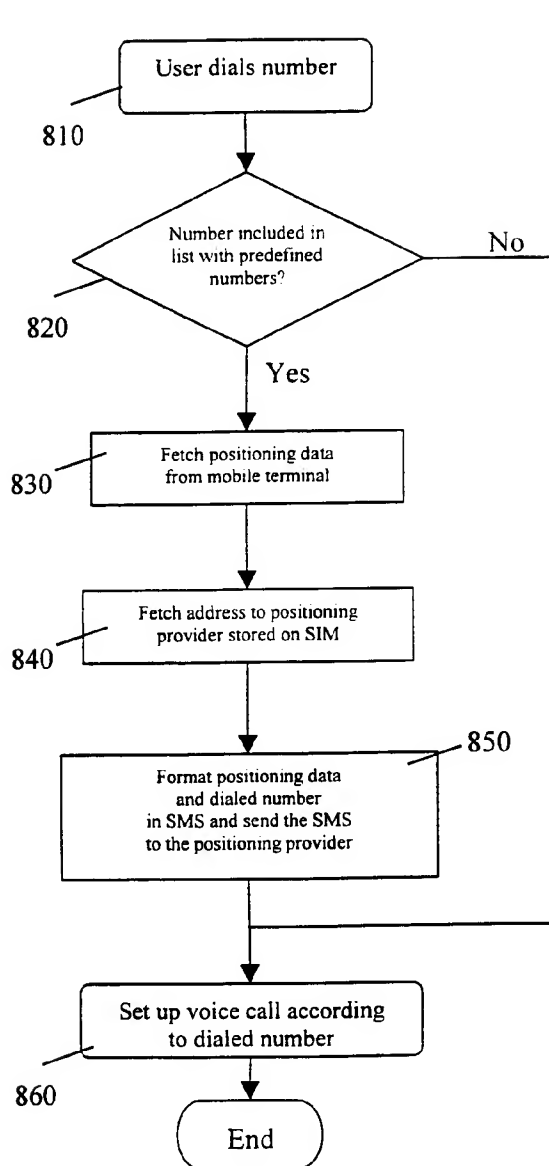 User dials number
810
Number included in
list with predefined
numbers?
No
820
Yes
Fetch positioning data
from mobile terminal
830
Fetch address to positioning
provider stored on SIM
840
850
Format positioning data
and dialed number
in SMS and send the SMS
to the positioning provider
Set up voice call according
to dialed number
860
End